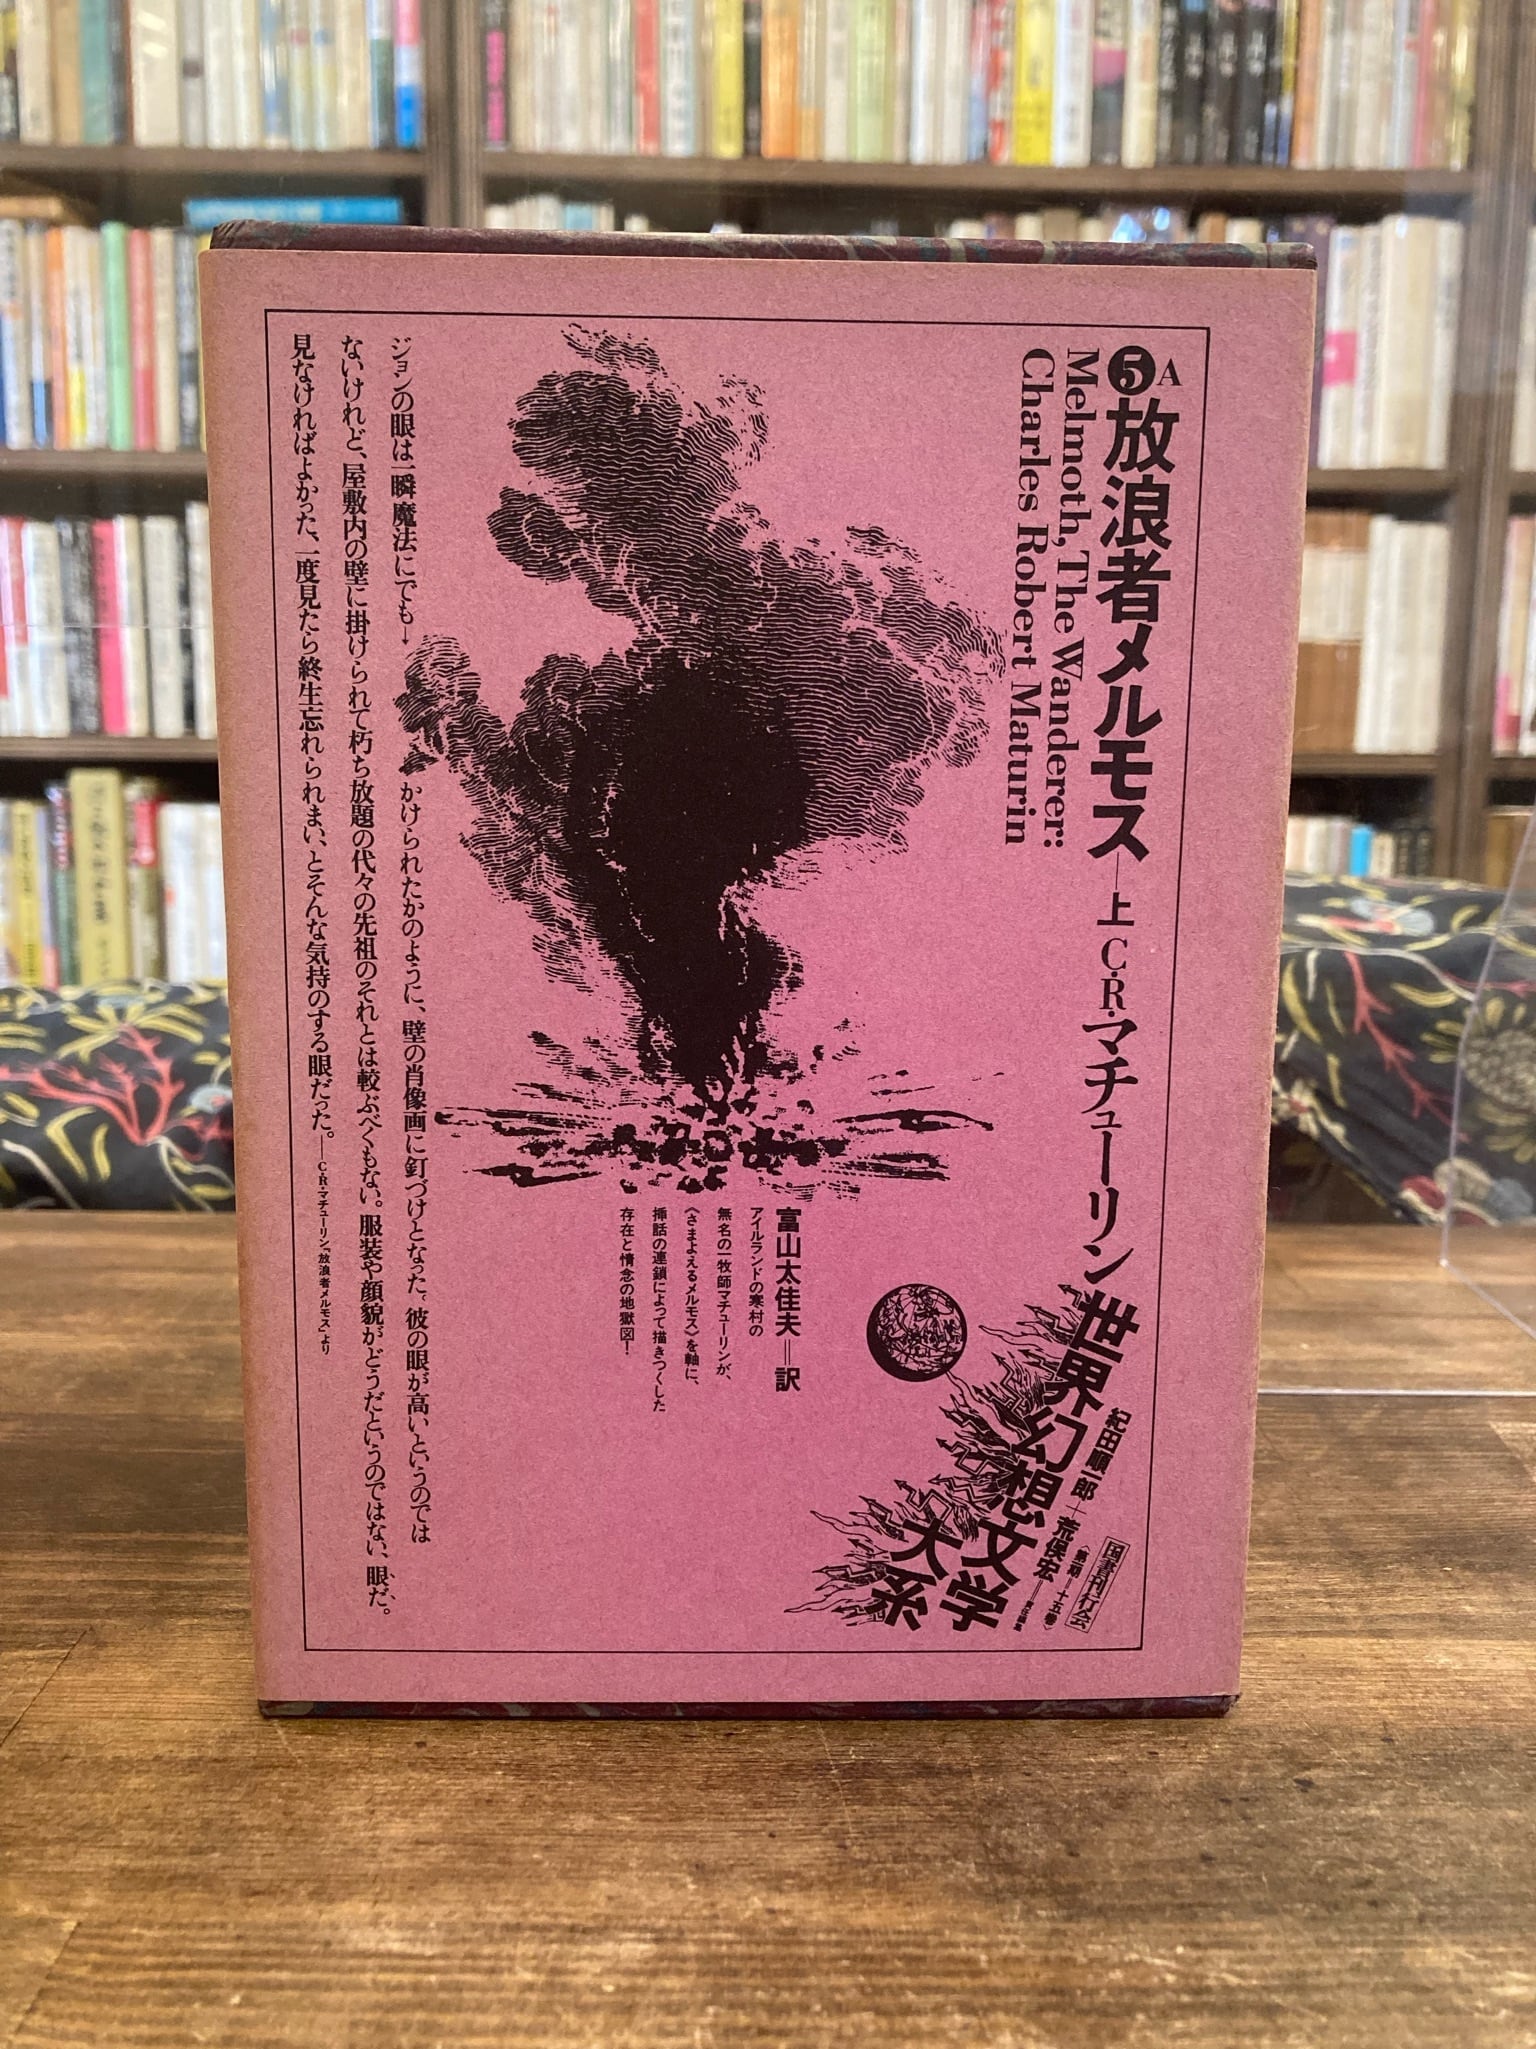 5A 放浪者メルモス―上 C・R・マチューリン
Melmoth, The Wanderer:
Charles Robert Maturin
世界幻想文学大系
紀田順一郎+荒俣宏=責任編集
〈第一期=十五巻〉
国書刊行会
富山太佳夫=訳
アイルランドの寒村の
無名の一牧師マチューリンが、
《さまよえるメルモス》を軸に、
挿話の連鎖によって描きつくした
存在と情念の地獄図!
ジョンの眼は一瞬魔法にでも→かけられたかのように、壁の肖像画に釘づけとなった。彼の眼が高いというのでは
ないけれど、屋敷内の壁に掛けられて朽ち放題の代々の先祖のそれとは較ぶべくもない。服装や顔貌がどうだというのではない、眼だ。
見なければよかった、一度見たら終生忘れられまい、とそんな気持のする眼だった。―C・R・マチューリン「放浪者メルモス」より